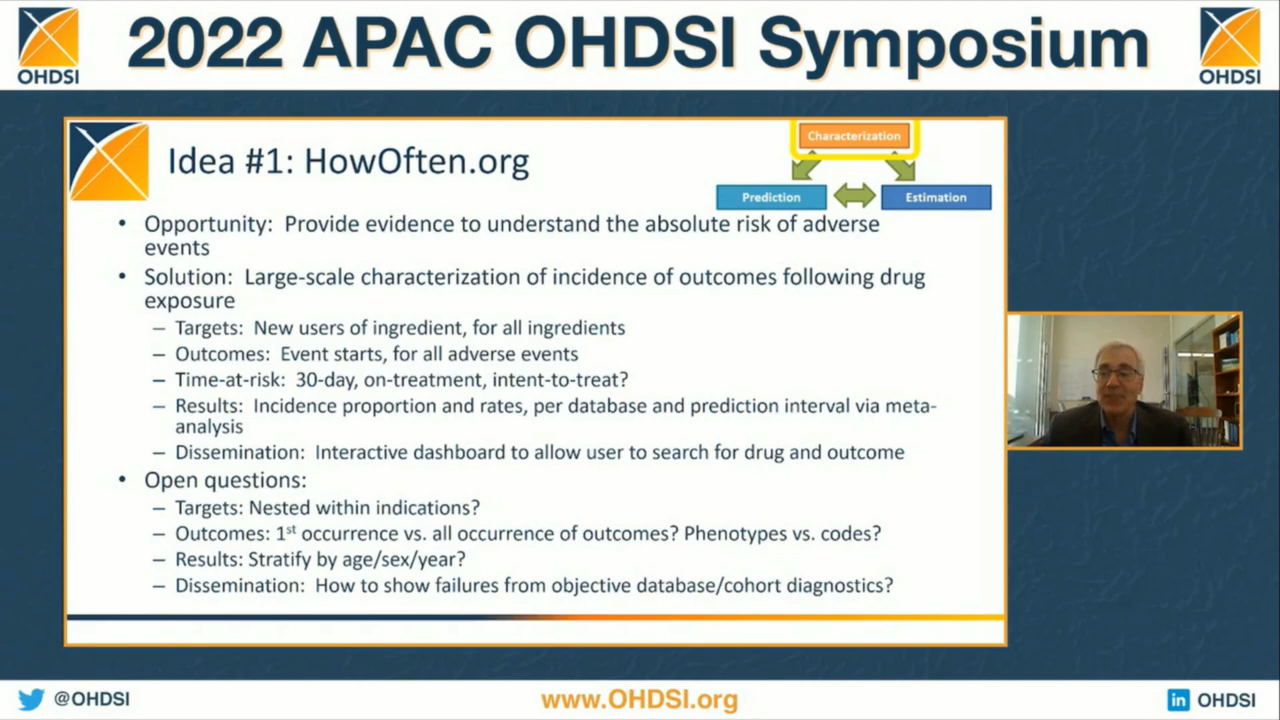 2022 APAC OHDSI Symposium
OHDSI
OHDSI
Idea #1: HowOften.org
Characterization
Prediction
Estimation
• Opportunity: Provide evidence to understand the absolute risk of adverse
events
• Solution: Large-scale characterization of incidence of outcomes following drug
exposure
– Targets: New users of ingredient, for all ingredients
– Outcomes: Event starts, for all adverse events
– Time-at-risk: 30-day, on-treatment, intent-to-treat?
– Results: Incidence proportion and rates, per database and prediction interval via meta-
analysis
– Dissemination: Interactive dashboard to allow user to search for drug and outcome
• Open questions:
– Targets: Nested within indications?
– Outcomes: 1st occurrence vs. all occurrence of outcomes? Phenotypes vs. codes?
– Results: Stratify by age/sex/year?
– Dissemination: How to show failures from objective database/cohort diagnostics?
@OHDSI
www.OHDSI.org
in OHDSI